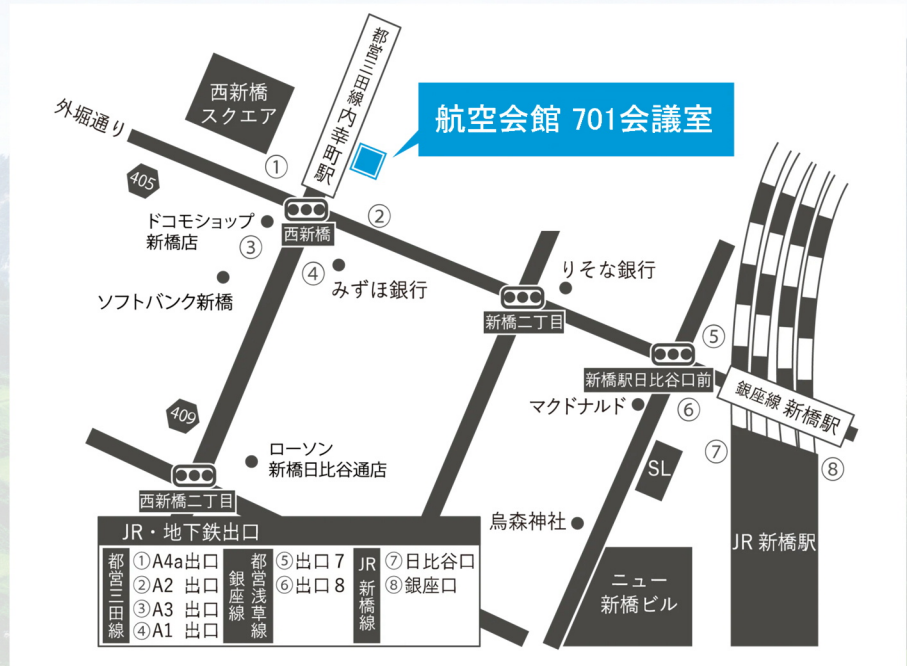 都営三田線内幸町駅
西新橋
スクエア
航空会館 701会議室
外堀通り
①
405
②
ドコモショップ
新橋店
西新橋
③
④
みずほ銀行
ソフトバンク新橋
りそな銀行
新橋二丁目
⑤
新橋駅日比谷口前
銀座線 新橋駅
マクドナルド
⑥
409
⑦
⑧
ローソン
新橋日比谷通店
SL
西新橋二丁目
烏森神社
JR 新橋駅
ニュー
新橋ビル
JR・地下鉄出口
都営三田線
①A4a出口
②A2 出口
③A3 出口
④A1 出口
都営浅草線
銀座線
⑤出口 7
⑥出口 8
JR 新橋線
⑦日比谷口
⑧銀座口